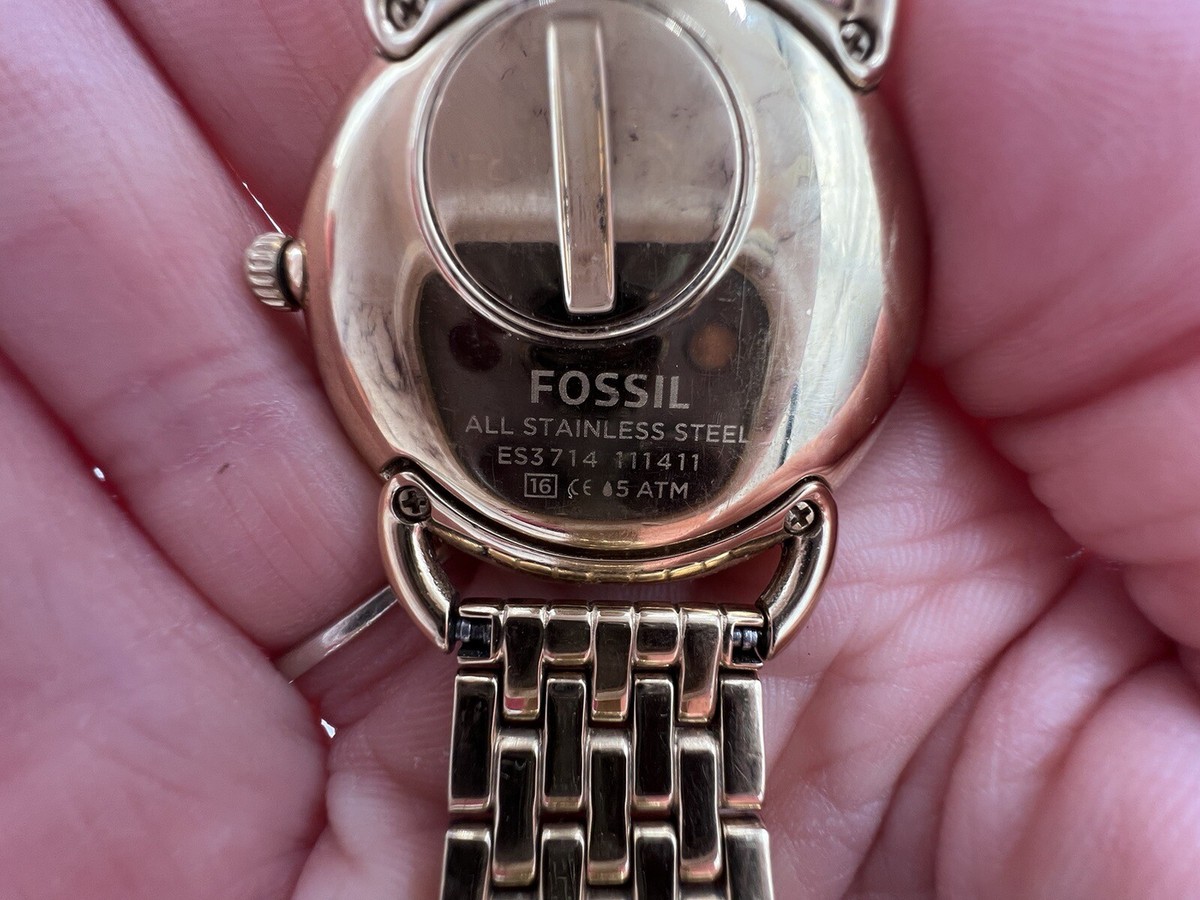 FOSSIL
ALL STAINLESS STEEL
ES3714 111411
16 CE 5 ATM